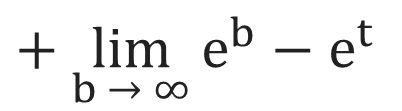 + lim e^b − e^t
b → ∞